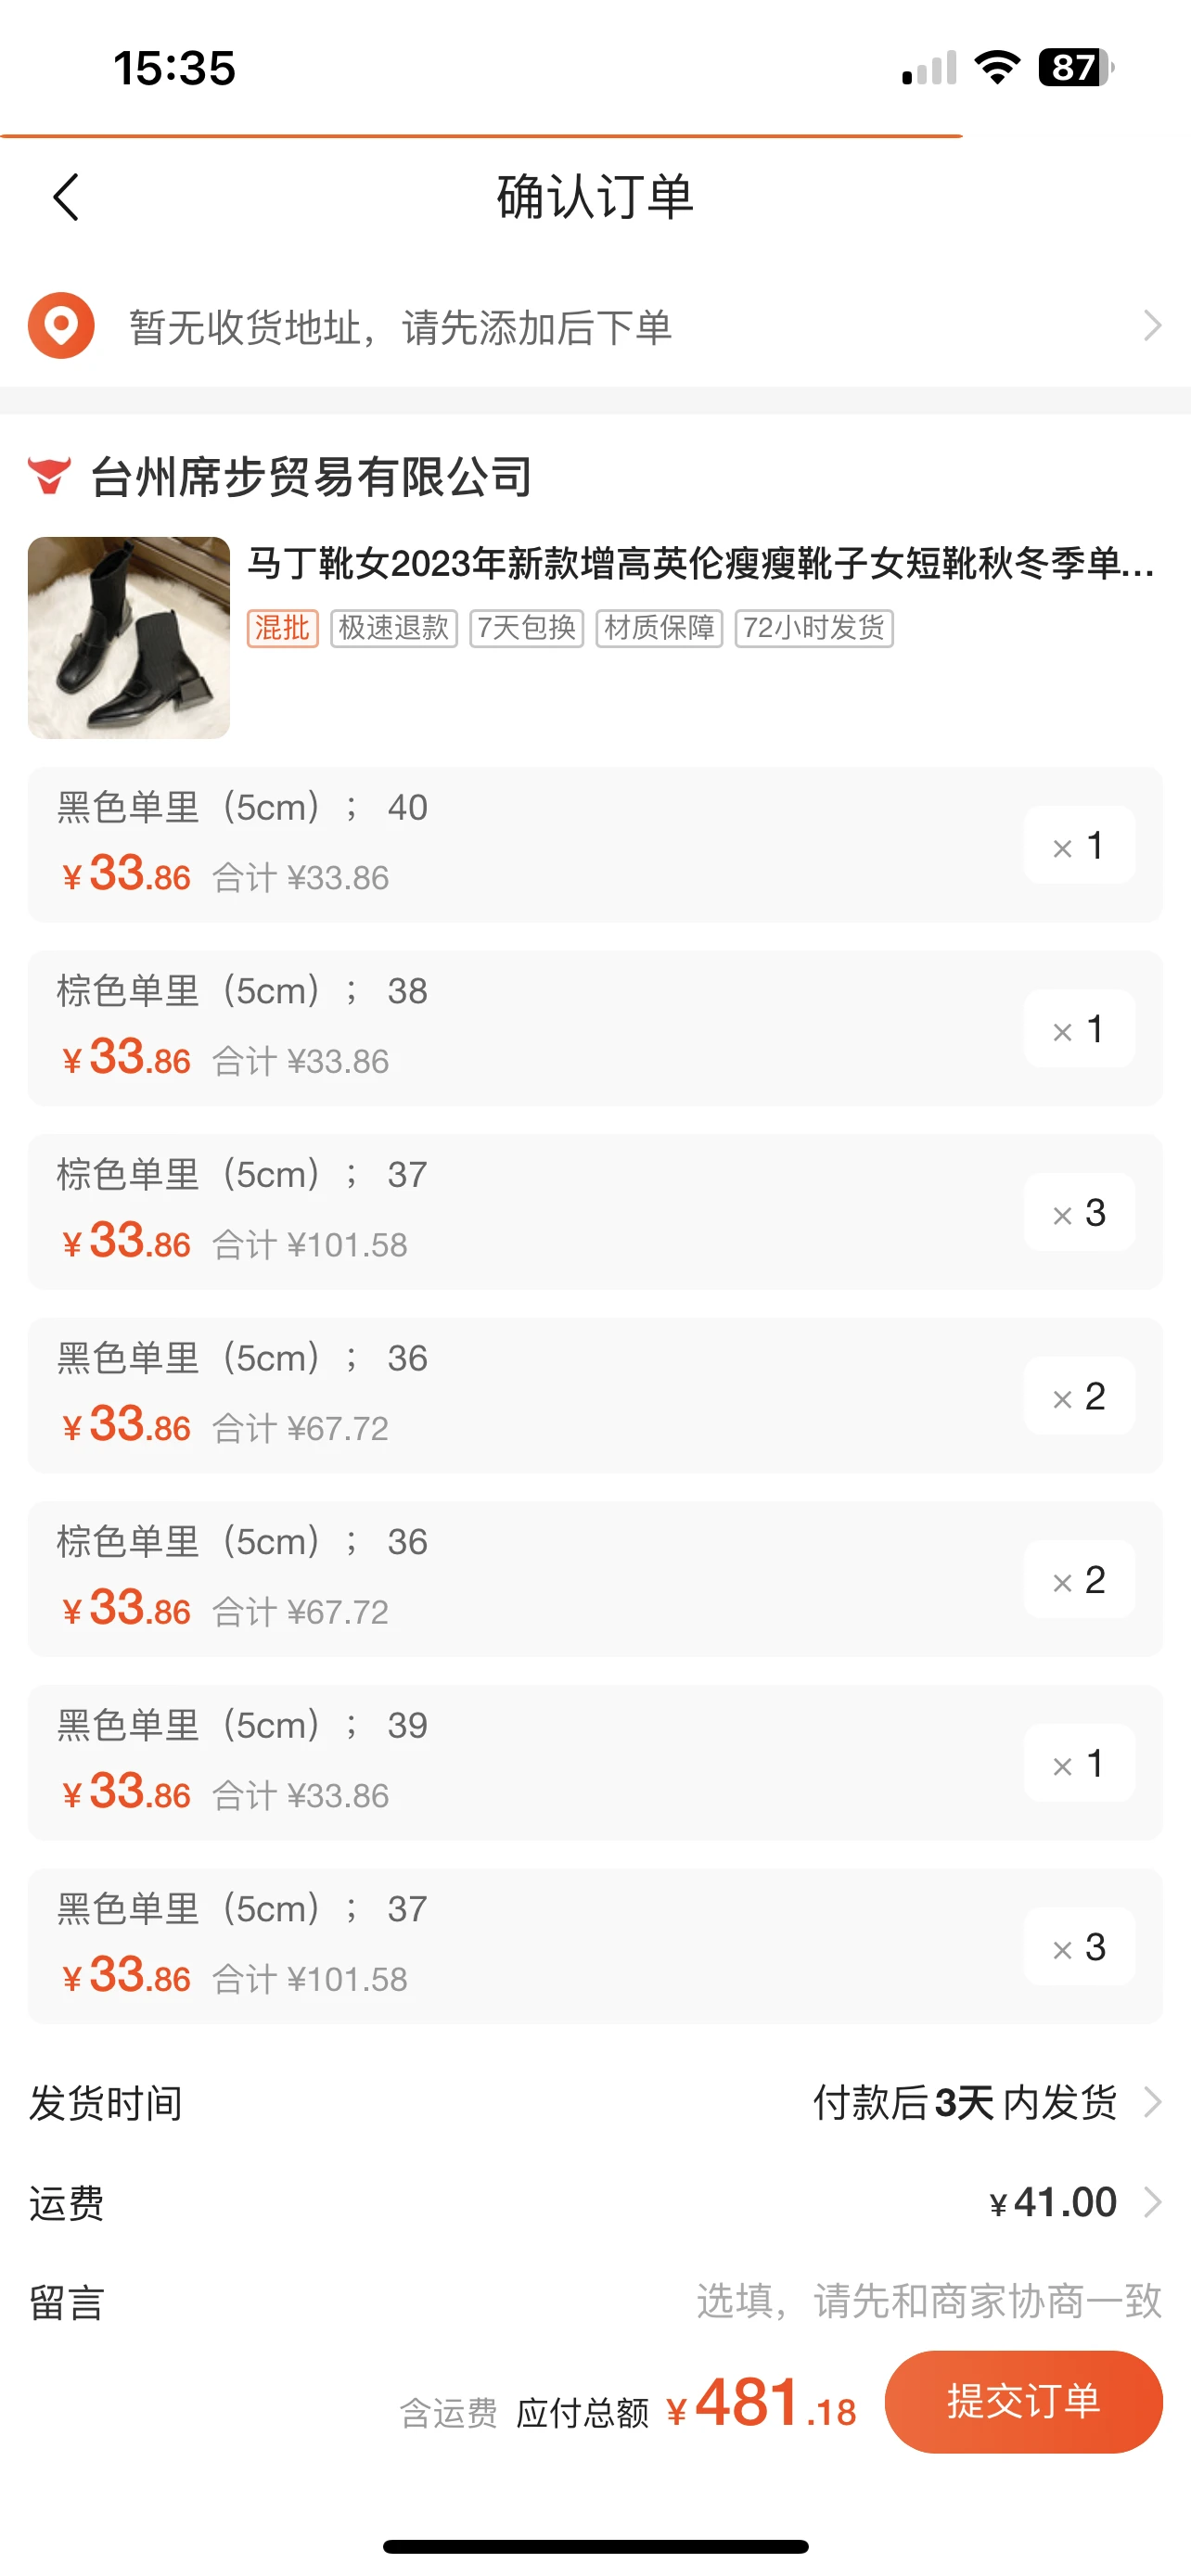 15:35
87
确认订单
暂无收货地址，请先添加后下单
台州席步贸易有限公司
马丁靴女2023年新款增高英伦瘦瘦靴子女短靴秋冬季单...
混批 极速退款 7天包换 材质保障 72小时发货
黑色单里（5cm）； 40
¥33.86 合计 ¥33.86
× 1
棕色单里（5cm）； 38
¥33.86 合计 ¥33.86
× 1
棕色单里（5cm）； 37
¥33.86 合计 ¥101.58
× 3
黑色单里（5cm）； 36
¥33.86 合计 ¥67.72
× 2
棕色单里（5cm）； 36
¥33.86 合计 ¥67.72
× 2
黑色单里（5cm）； 39
¥33.86 合计 ¥33.86
× 1
黑色单里（5cm）； 37
¥33.86 合计 ¥101.58
× 3
发货时间 付款后3天内发货
运费 ¥41.00
留言 选填，请先和商家协商一致
含运费 应付总额 ¥481.18 提交订单